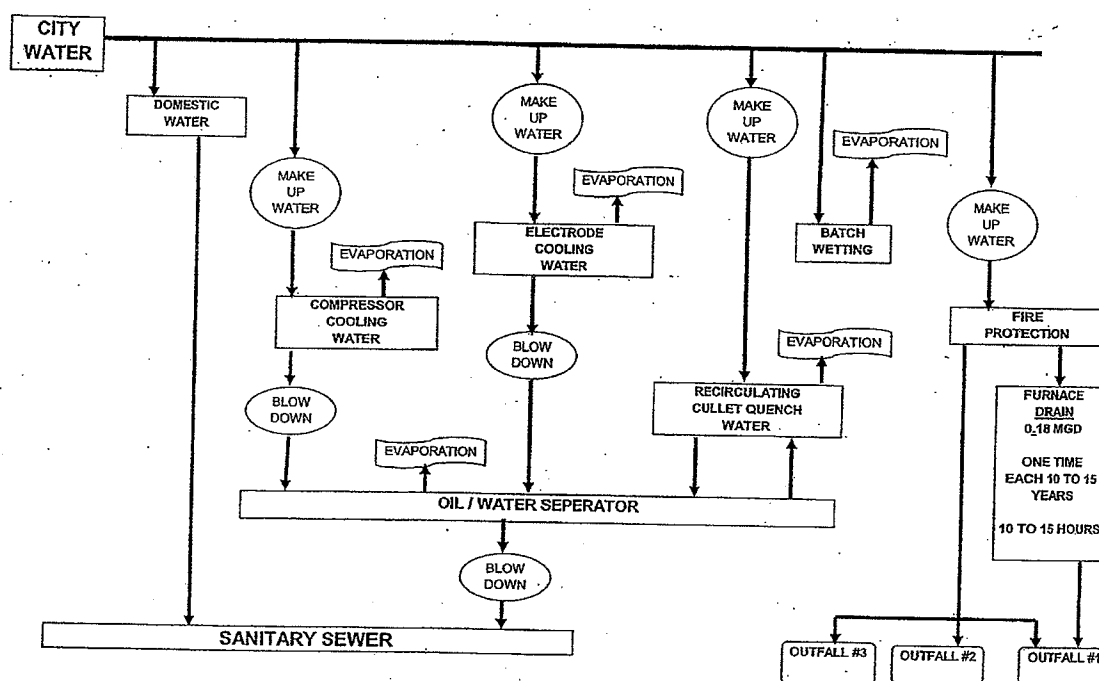 CITY
WATER
DOMESTIC
WATER
MAKE
UP
WATER
EVAPORATION
COMPRESSOR
COOLING
WATER
BLOW
DOWN
MAKE
UP
WATER
EVAPORATION
ELECTRODE
COOLING
WATER
BLOW
DOWN
MAKE
UP
WATER
EVAPORATION
RECIRCULATING
CULLET QUENCH
WATER
EVAPORATION
BATCH
WETTING
MAKE
UP
WATER
FIRE
PROTECTION
FURNACE
DRAIN
0.18 MGD
ONE TIME
EACH 10 TO 15
YEARS
10 TO 15 HOURS
EVAPORATION
OIL / WATER SEPERATOR
BLOW
DOWN
SANITARY SEWER
OUTFALL #3
OUTFALL #2
OUTFALL #1